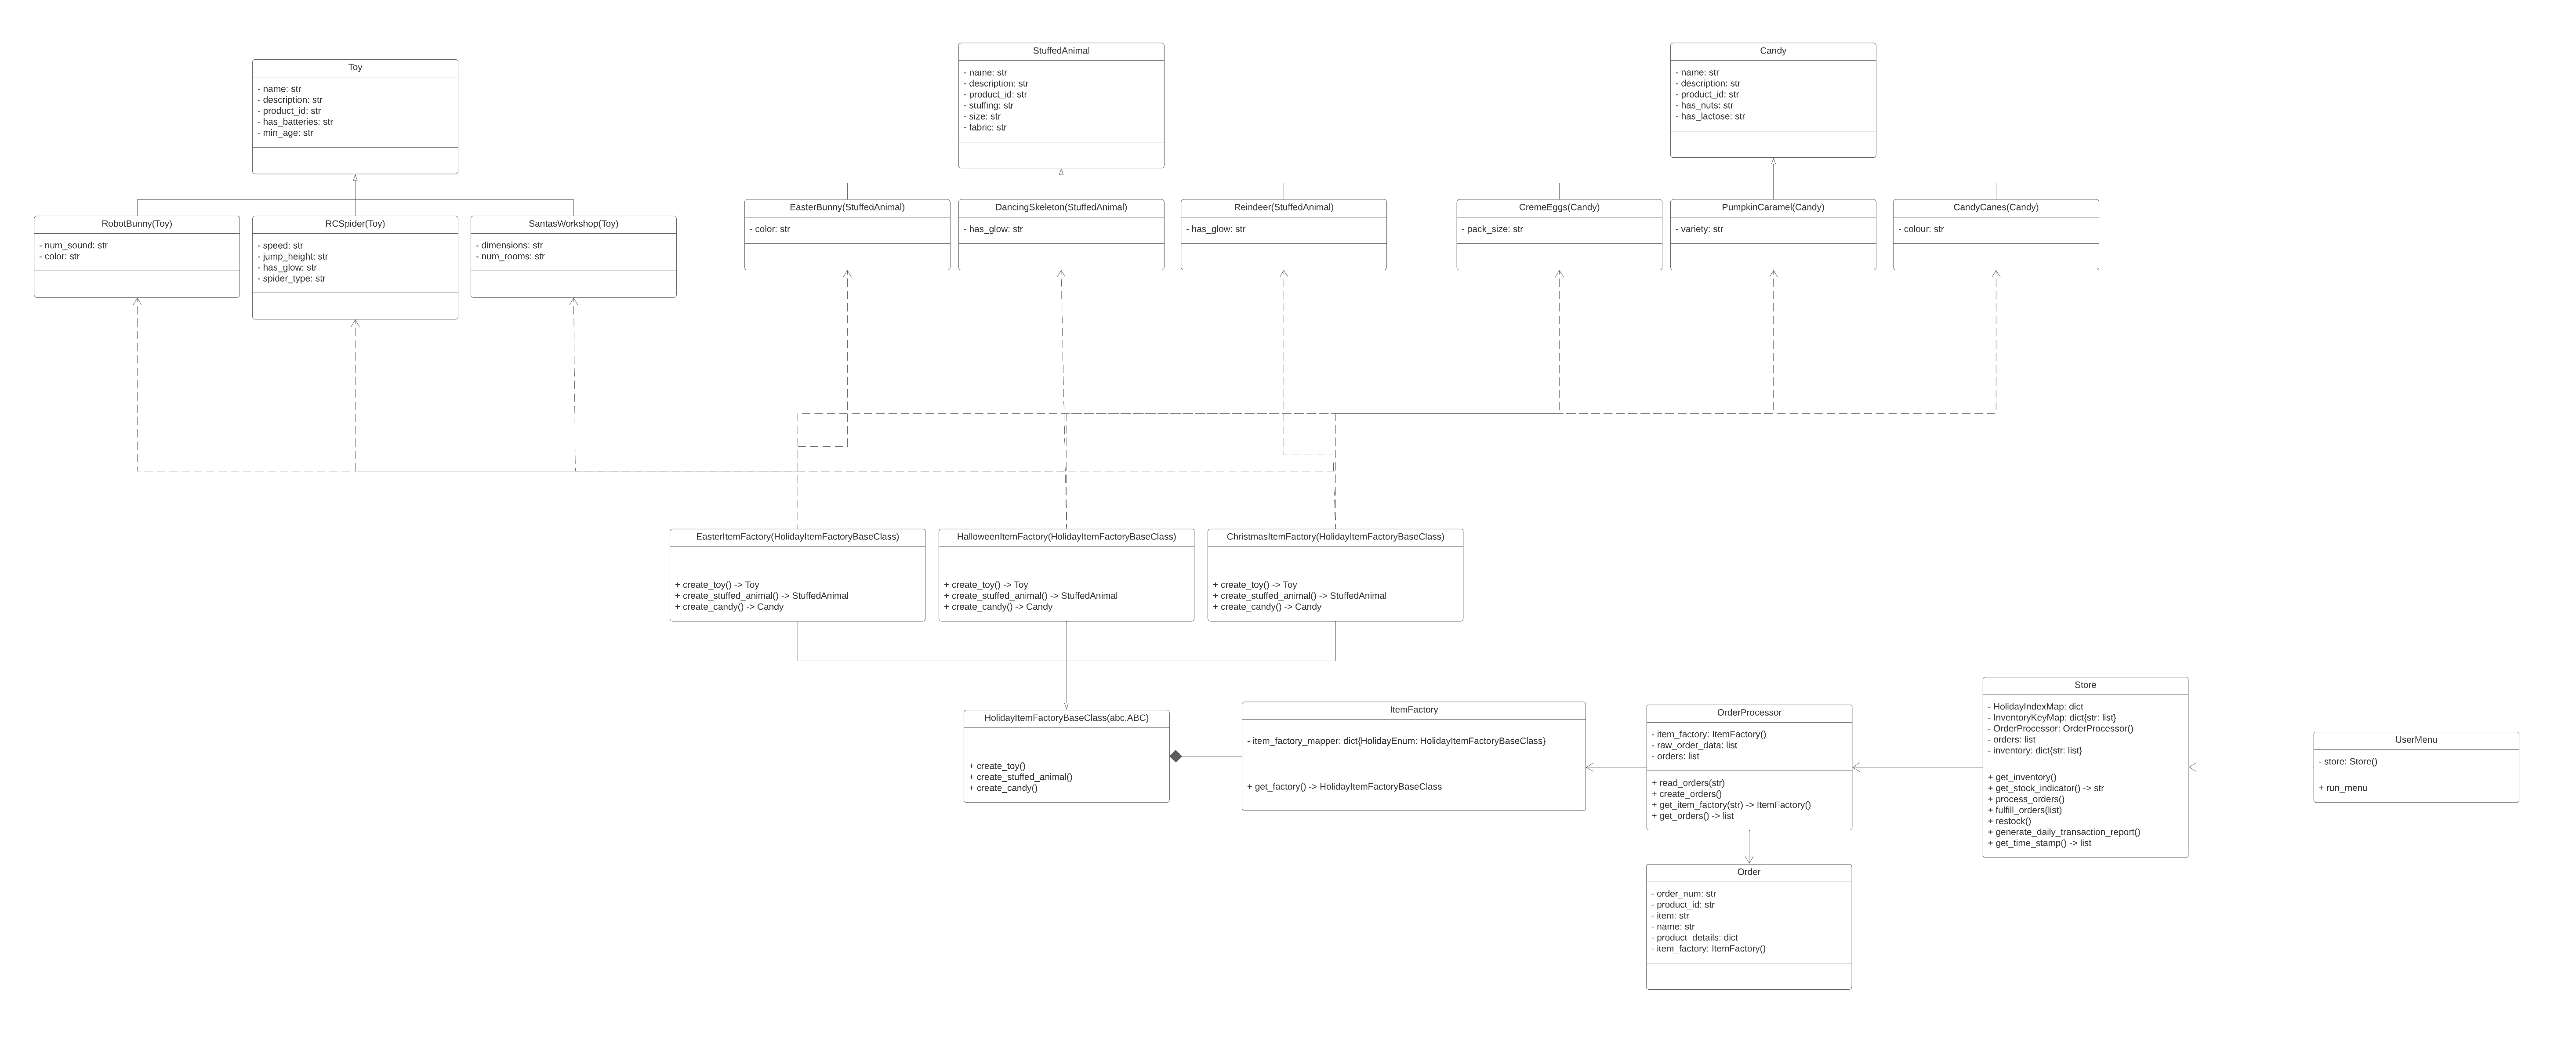 Toy
- name: str
- description: str
- product_id: str
- has_batteries: str
- min_age: str
StuffedAnimal
- name: str
- description: str
- product_id: str
- stuffing: str
- size: str
- fabric: str
Candy
- name: str
- description: str
- product_id: str
- has_nuts: str
- has_lactose: str
RobotBunny(Toy)
- num_sound: str
- color: str
RCSpider(Toy)
- speed: str
- jump_height: str
- has_glow: str
- spider_type: str
SantasWorkshop(Toy)
- dimensions: str
- num_rooms: str
EasterBunny(StuffedAnimal)
- color: str
DancingSkeleton(StuffedAnimal)
- has_glow: str
Reindeer(StuffedAnimal)
- has_glow: str
CremeEggs(Candy)
- pack_size: str
PumpkinCaramel(Candy)
- variety: str
CandyCanes(Candy)
- colour: str
EasterItemFactory(HolidayItemFactoryBaseClass)
+ create_toy() -> Toy
+ create_stuffed_animal() -> StuffedAnimal
+ create_candy() -> Candy
HalloweenItemFactory(HolidayItemFactoryBaseClass)
+ create_toy() -> Toy
+ create_stuffed_animal() -> StuffedAnimal
+ create_candy() -> Candy
ChristmasItemFactory(HolidayItemFactoryBaseClass)
+ create_toy() -> Toy
+ create_stuffed_animal() -> StuffedAnimal
+ create_candy() -> Candy
HolidayItemFactoryBaseClass(abc.ABC)
+ create_toy()
+ create_stuffed_animal()
+ create_candy()
ItemFactory
- item_factory_mapper: dict{HolidayEnum: HolidayItemFactoryBaseClass}
+ get_factory() -> HolidayItemFactoryBaseClass
OrderProcessor
- item_factory: ItemFactory()
- raw_order_data: list
- orders: list
+ read_orders(str)
+ create_orders()
+ get_item_factory(str) -> ItemFactory()
+ get_orders() -> list
Order
- order_num: str
- product_id: str
- item: str
- name: str
- product_details: dict
- item_factory: ItemFactory()
Store
- HolidayIndexMap: dict
- InventoryKeyMap: dict{str: list}
- OrderProcessor: OrderProcessor()
- orders: list
- inventory: dict{str: list}
+ get_inventory()
+ get_stock_indicator() -> str
+ process_orders()
+ fulfill_orders(list)
+ restock()
+ generate_daily_transaction_report()
+ get_time_stamp() -> list
UserMenu
- store: Store()
+ run_menu